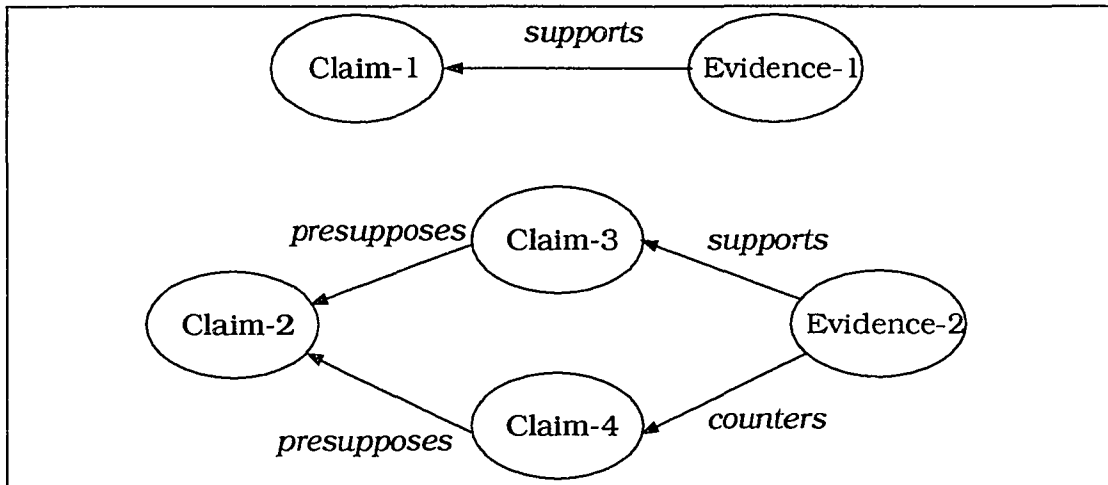 supports
Claim-1
Evidence-1
presupposes
Claim-3
supports
Claim-2
Evidence-2
presupposes
Claim-4
counters